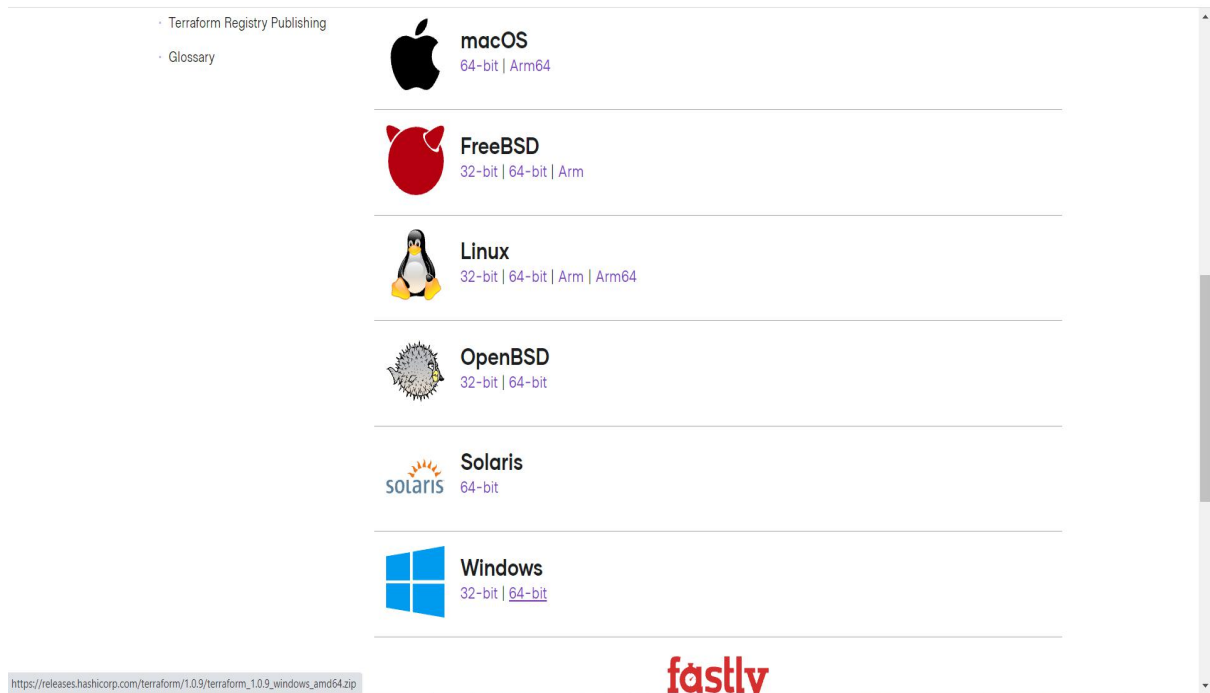 Terraform Registry Publishing
Glossary
macOS
64-bit | Arm64
FreeBSD
32-bit | 64-bit | Arm
Linux
32-bit | 64-bit | Arm | Arm64
OpenBSD
32-bit | 64-bit
solaris
Solaris
64-bit
Windows
32-bit | 64-bit
fastly
https://releases.hashicorp.com/terraform/1.0.9/terraform_1.0.9_windows_amd64.zip